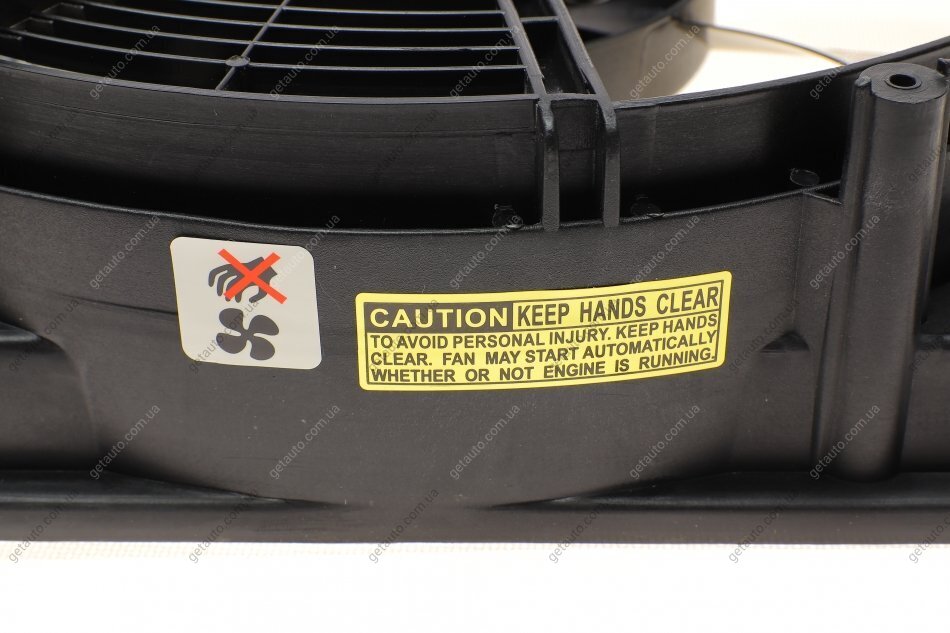 CAUTION KEEP HANDS CLEAR
TO AVOID PERSONAL INJURY. KEEP HANDS
CLEAR. FAN MAY START AUTOMATICALLY
WHETHER OR NOT ENGINE IS RUNNING.
getauto.com.ua